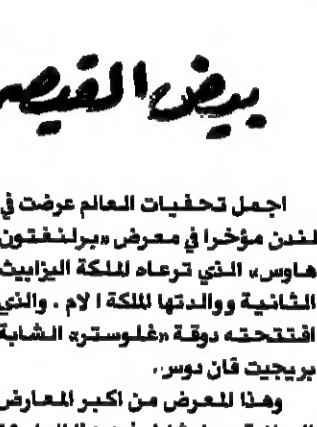 بيض القيصر
اجمل تحفيات العالم عرضت في
لندن مؤخرا في معرض «برلنغتون
هاوس» الذي ترعاه الملكة اليزابيث
الثانية ووالدتها الملكة الام . والذي
افتتحته دوقة «غلوستر» الشابة
بريجيت فان دوس،.
وهذا المعرض من اكبر المعارض